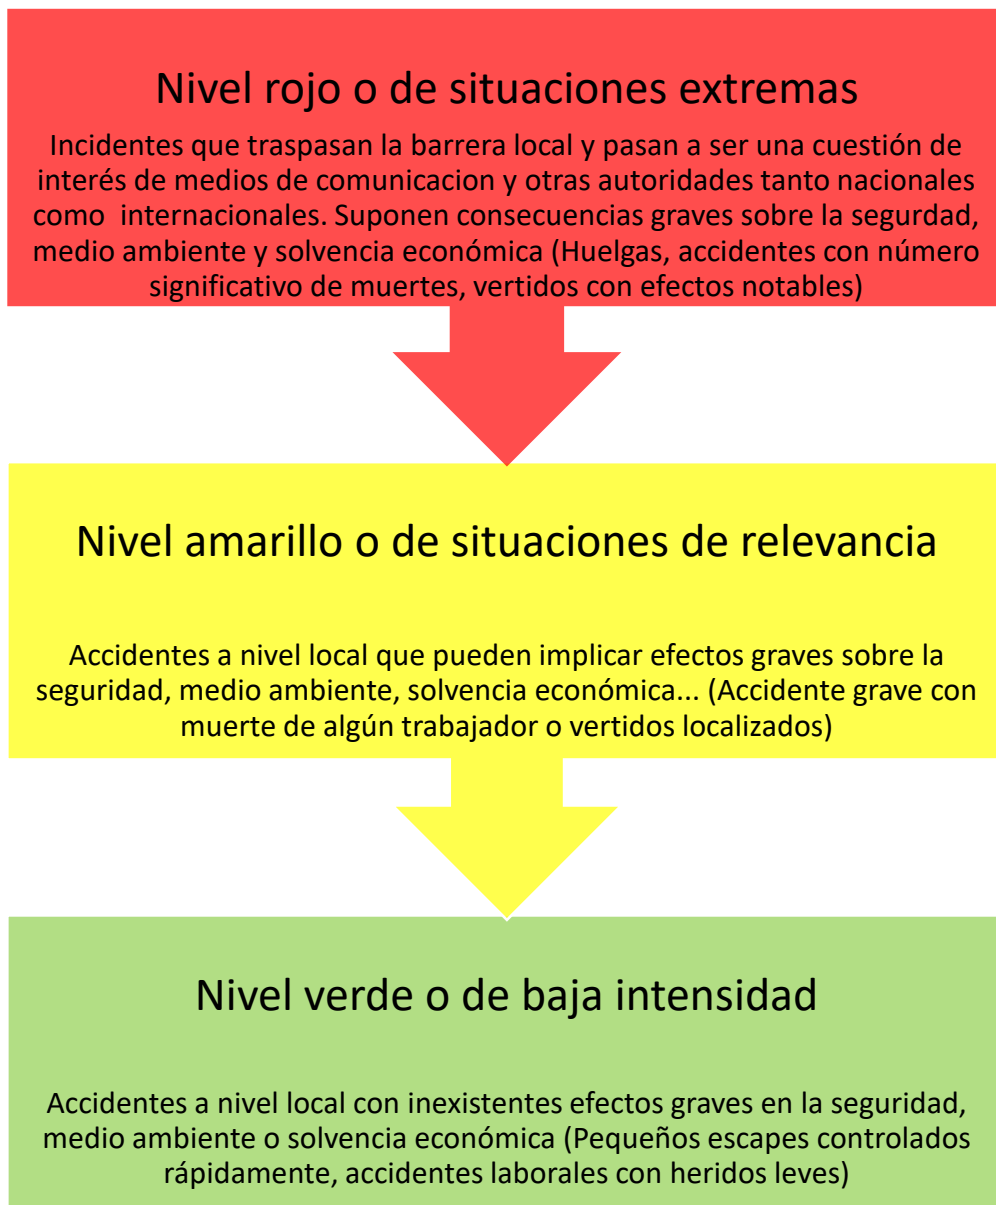 Nivel rojo o de situaciones extremas
Incidentes que traspasan la barrera local y pasan a ser una cuestión de
interés de medios de comunicacion y otras autoridades tanto nacionales
como internacionales. Suponen consecuencias graves sobre la segurdad,
medio ambiente y solvencia económica (Huelgas, accidentes con número
significativo de muertes, vertidos con efectos notables)
Nivel amarillo o de situaciones de relevancia
Accidentes a nivel local que pueden implicar efectos graves sobre la
seguridad, medio ambiente, solvencia económica... (Accidente grave con
muerte de algún trabajador o vertidos localizados)
Nivel verde o de baja intensidad
Accidentes a nivel local con inexistentes efectos graves en la seguridad,
medio ambiente o solvencia económica (Pequeños escapes controlados
rápidamente, accidentes laborales con heridos leves)